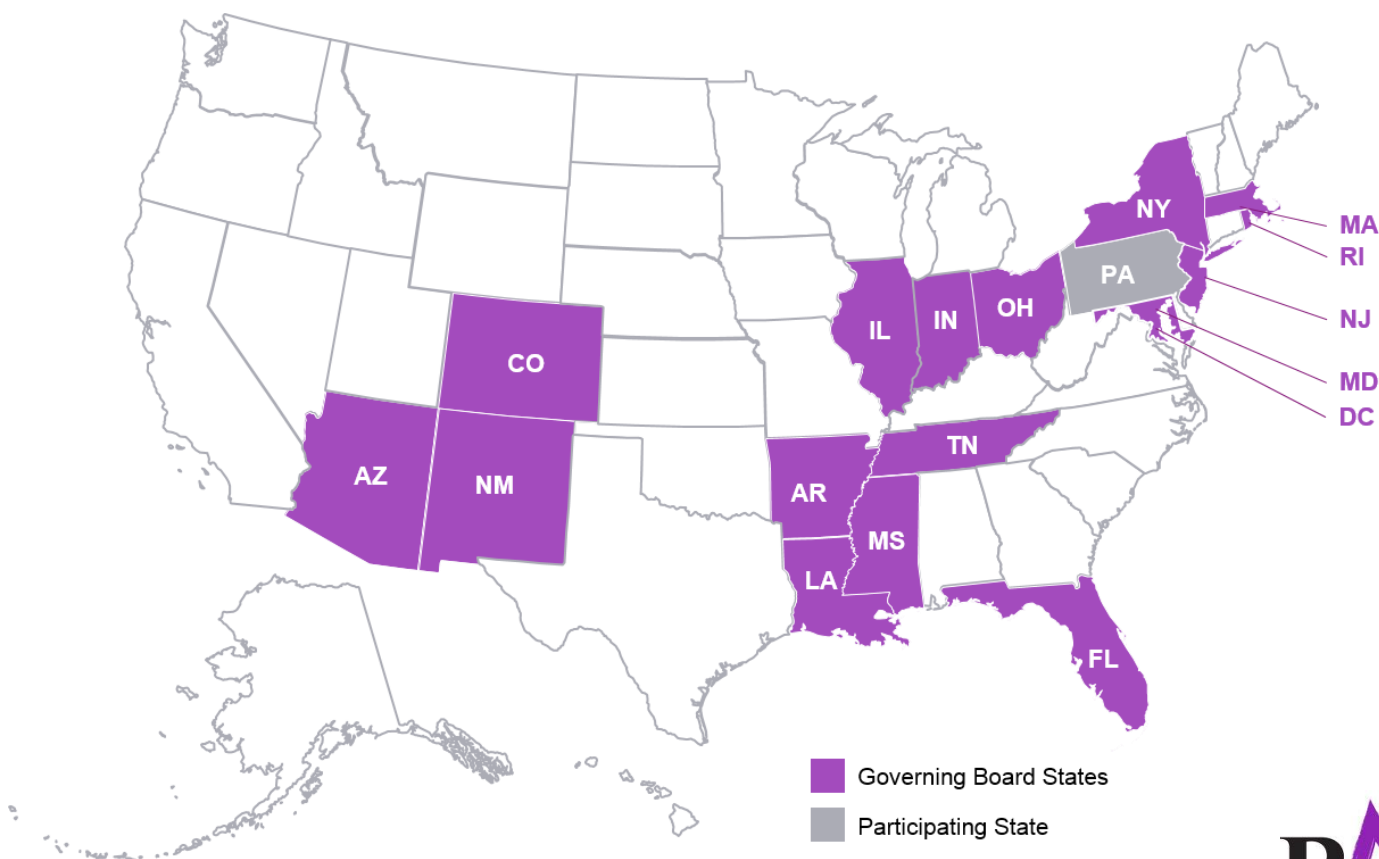 NY
MA
RI
PA
NJ
OH
IN
IL
MD
CO
DC
TN
AZ
NM
AR
MS
LA
FL
Governing Board States
Participating State